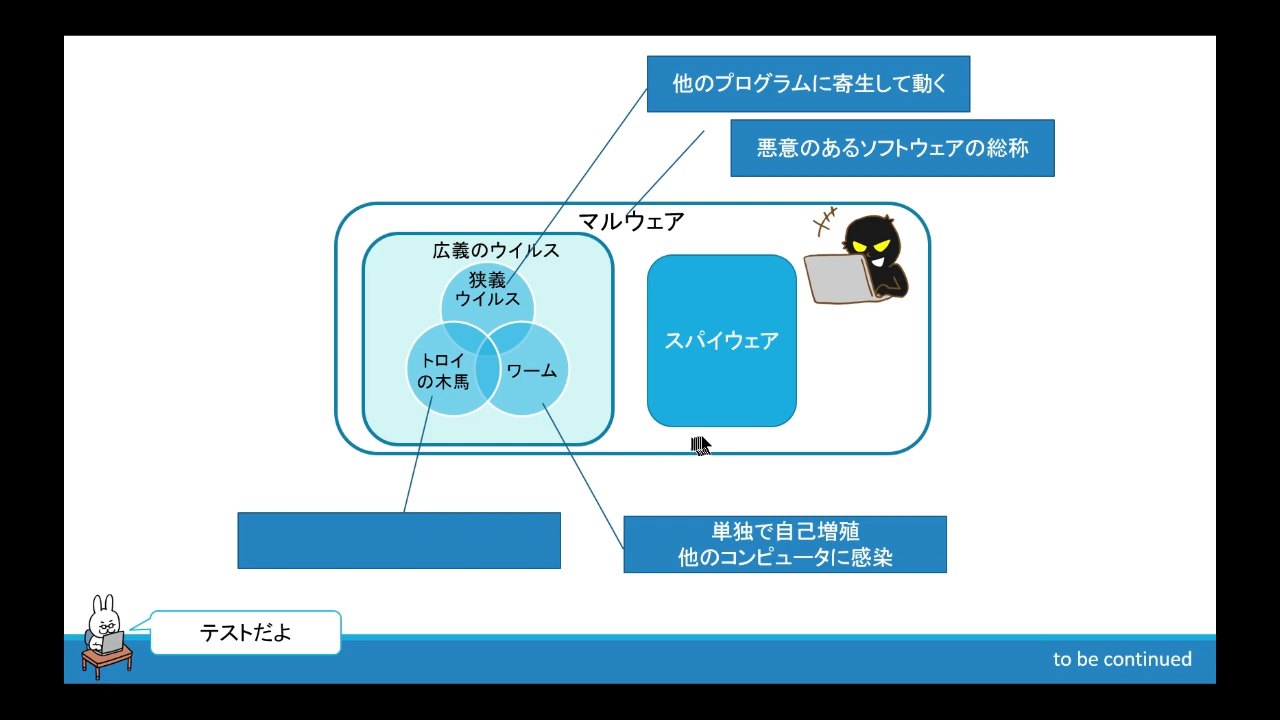 他のプログラムに寄生して動く
悪意のあるソフトウェアの総称
マルウェア
広義のウイルス
狭義
ウイルス
トロイ
の木馬
ワーム
スパイウェア
単独で自己増殖
他のコンピュータに感染
テストだよ
to be continued